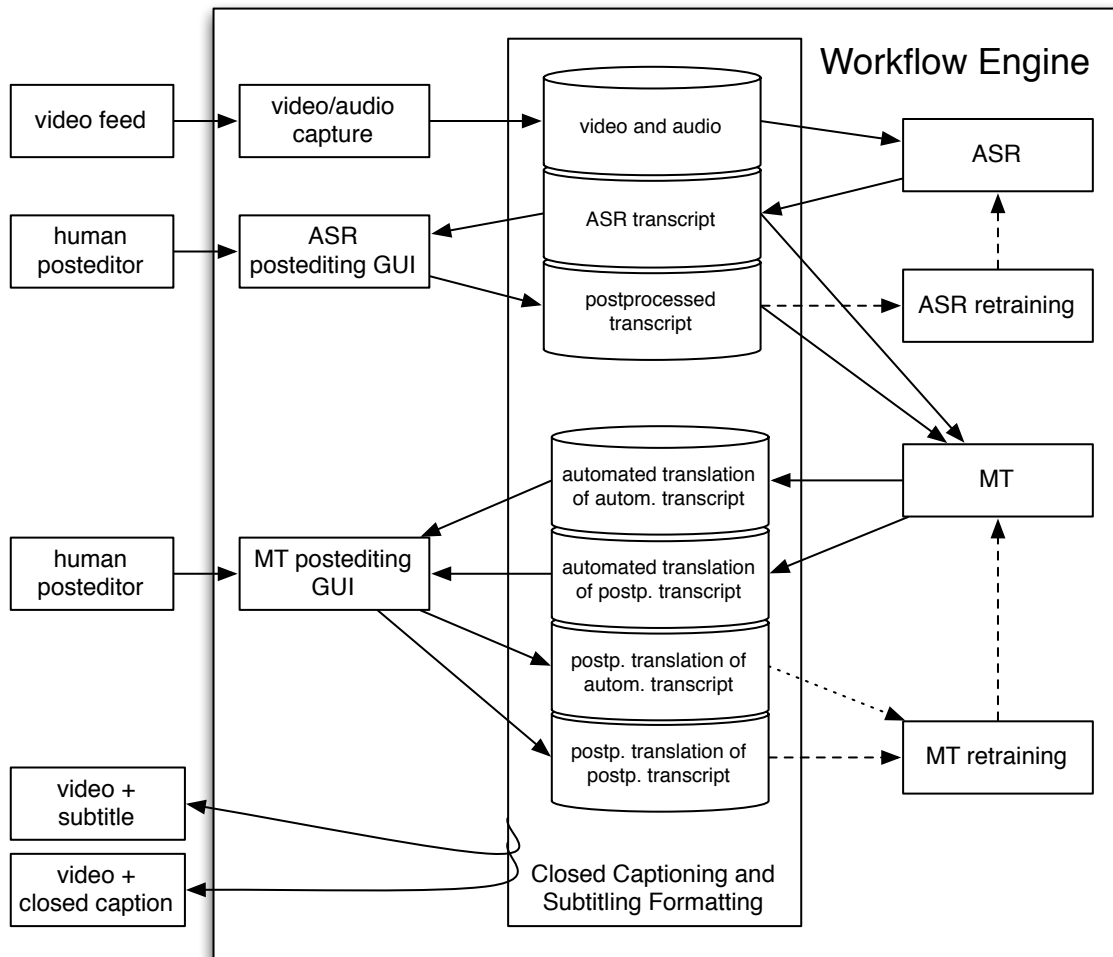 Workflow Engine
video feed
video/audio
capture
video and audio
ASR
human
posteditor
ASR
postediting GUI
ASR transcript
postprocessed
transcript
ASR retraining
automated translation
of autom. transcript
MT
human
posteditor
MT postediting
GUI
automated translation
of postp. transcript
postp. translation of
autom. transcript
postp. translation of
postp. transcript
MT retraining
video +
subtitle
video +
closed caption
Closed Captioning and
Subtitling Formatting